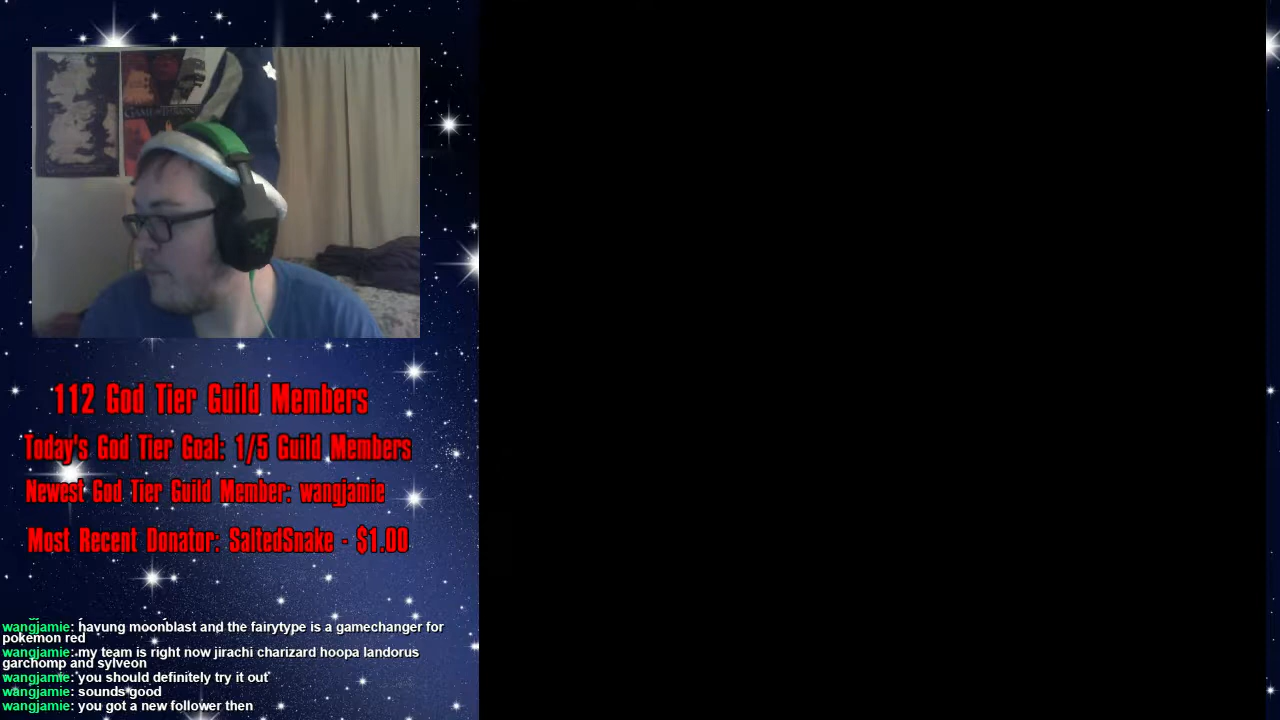 GAME OF THRONES
112 God Tier Guild Members
Today's God Tier Goal: 1/5 Guild Members
Newest God Tier Guild Member: wangjamie
Most Recent Donator: SaltedSnake - $1.00
wangjamie: havung moonblast and the fairytype is a gamechanger for
pokemon red
wangjamie: my team is right now jirachi charizard hoopa landorus
garchomp and sylveon
wangjamie: you should definitely try it out
wangjamie: sounds good
wangjamie: you got a new follower then